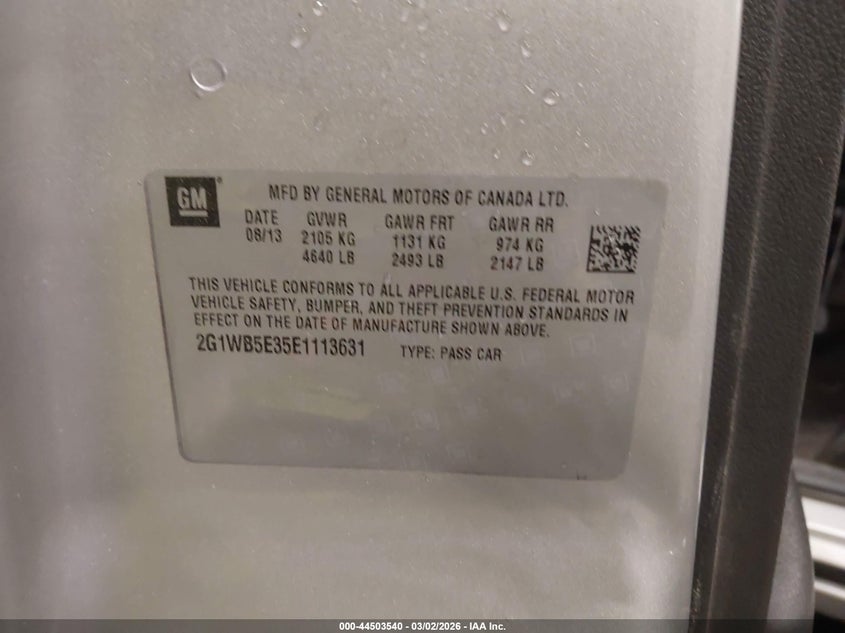 GM
MFD BY GENERAL MOTORS OF CANADA LTD.
DATE GVWR GAWR FRT GAWR RR
08/13 2105 KG 1131 KG 974 KG
4640 LB 2493 LB 2147 LB
THIS VEHICLE CONFORMS TO ALL APPLICABLE U.S. FEDERAL MOTOR
VEHICLE SAFETY, BUMPER, AND THEFT PREVENTION STANDARDS IN
EFFECT ON THE DATE OF MANUFACTURE SHOWN ABOVE.
2G1WB5E35E1113631 TYPE: PASS CAR
000-44503540 - 03/02/2026 - IAA Inc.